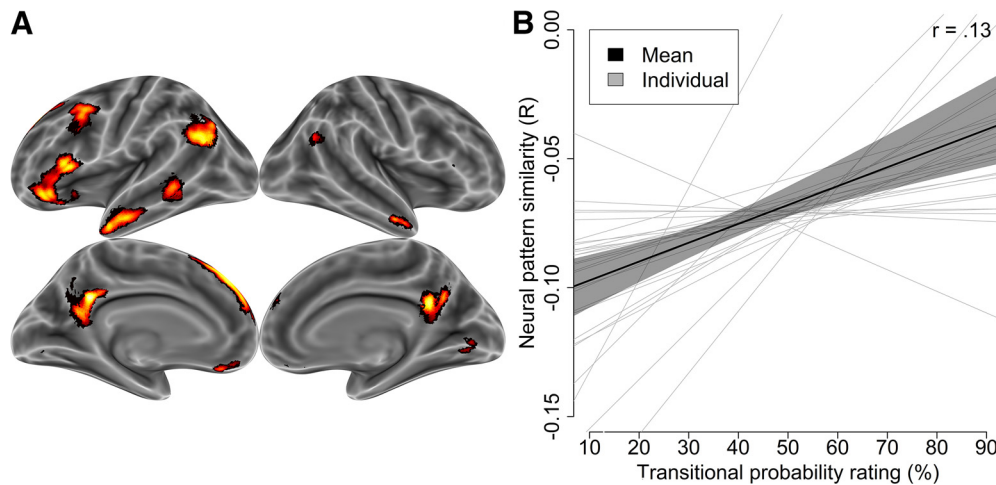 A
B
r = .13
Mean
Individual
Neural pattern similarity (R)
0.00
-0.05
-0.10
-0.15
10 20 30 40 50 60 70 80 90
Transitional probability rating (%)